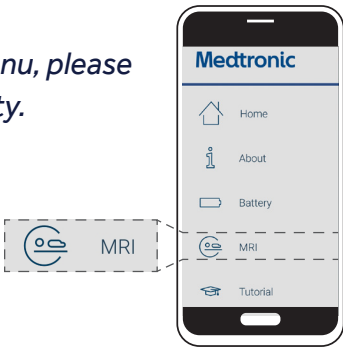 nu, please
ty.
Medtronic
Home
About
Battery
MRI
Tutorial
MRI